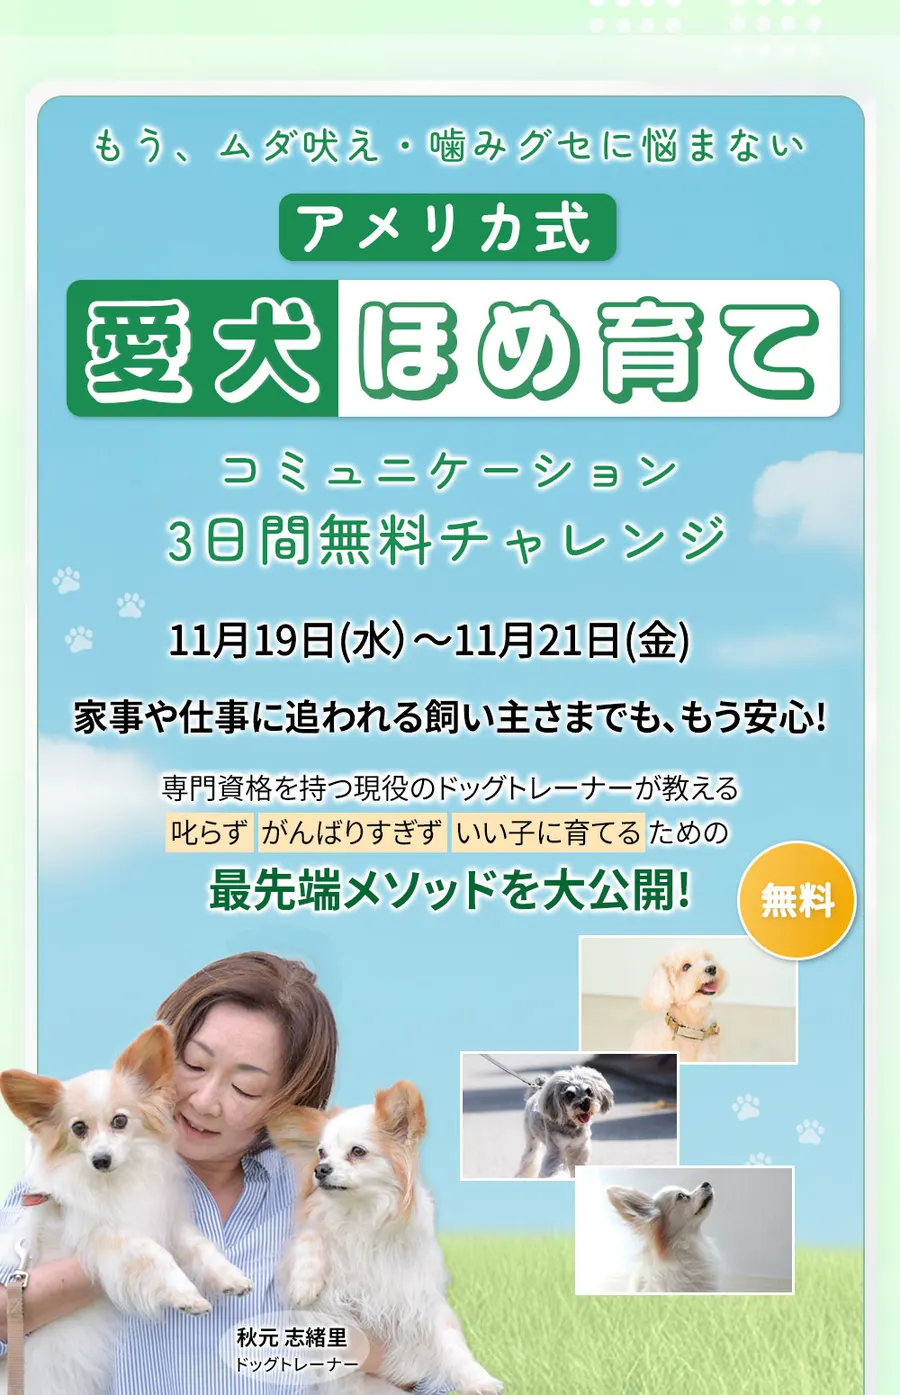 もう、ムダ吠え・噛みグセに悩まない
アメリカ式
愛犬ほめ育て
コミュニケーション
3日間無料チャレンジ
11月19日(水)〜11月21日(金)
家事や仕事に追われる飼い主さまでも、もう安心!
専門資格を持つ現役のドッグトレーナーが教える
叱らず がんばりすぎず いい子に育てる ための
最先端メソッドを大公開!
無料
秋元 志緒里
ドッグトレーナー